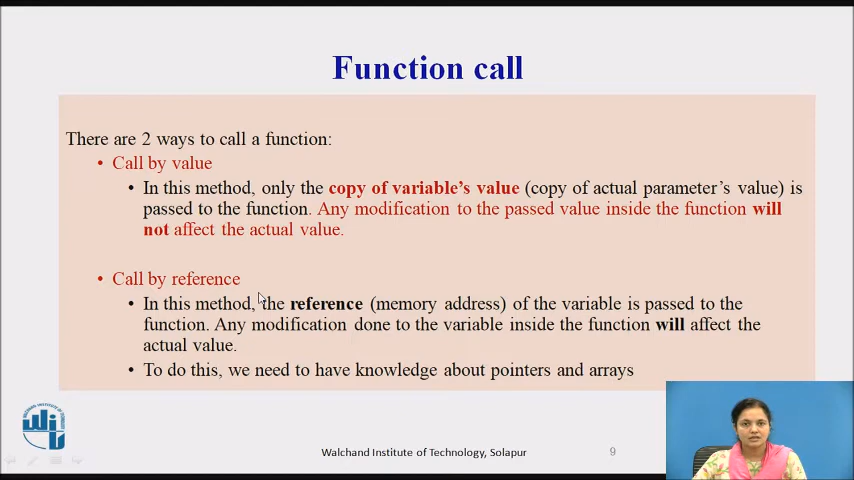 Function call
There are 2 ways to call a function:
• Call by value
• In this method, only the copy of variable's value (copy of actual parameter's value) is
passed to the function. Any modification to the passed value inside the function will
not affect the actual value.
• Call by reference
• In this method, the reference (memory address) of the variable is passed to the
function. Any modification done to the variable inside the function will affect the
actual value.
• To do this, we need to have knowledge about pointers and arrays
Walchand Institute of Technology, Solapur
9